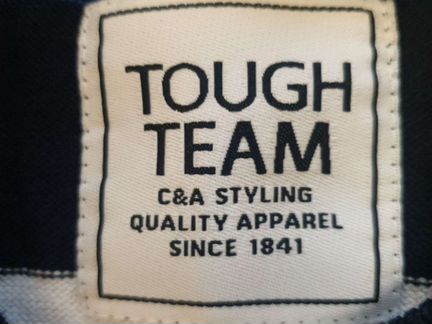 TOUGH
TEAM
C&A STYLING
QUALITY APPAREL
SINCE 1841